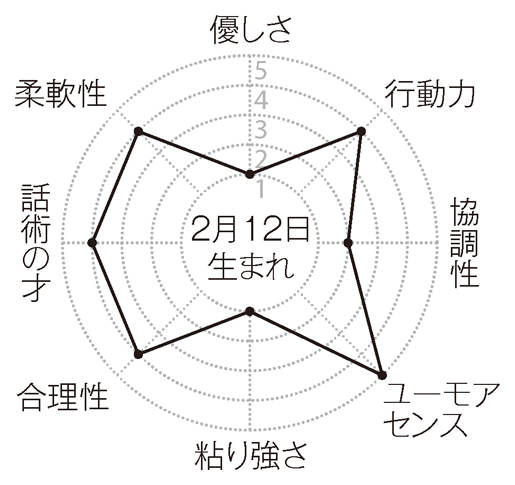 優しさ
行動力
協調性
ユーモア
センス
粘り強さ
合理性
話術の才
柔軟性
5
4
3
2
1
2月12日
生まれ